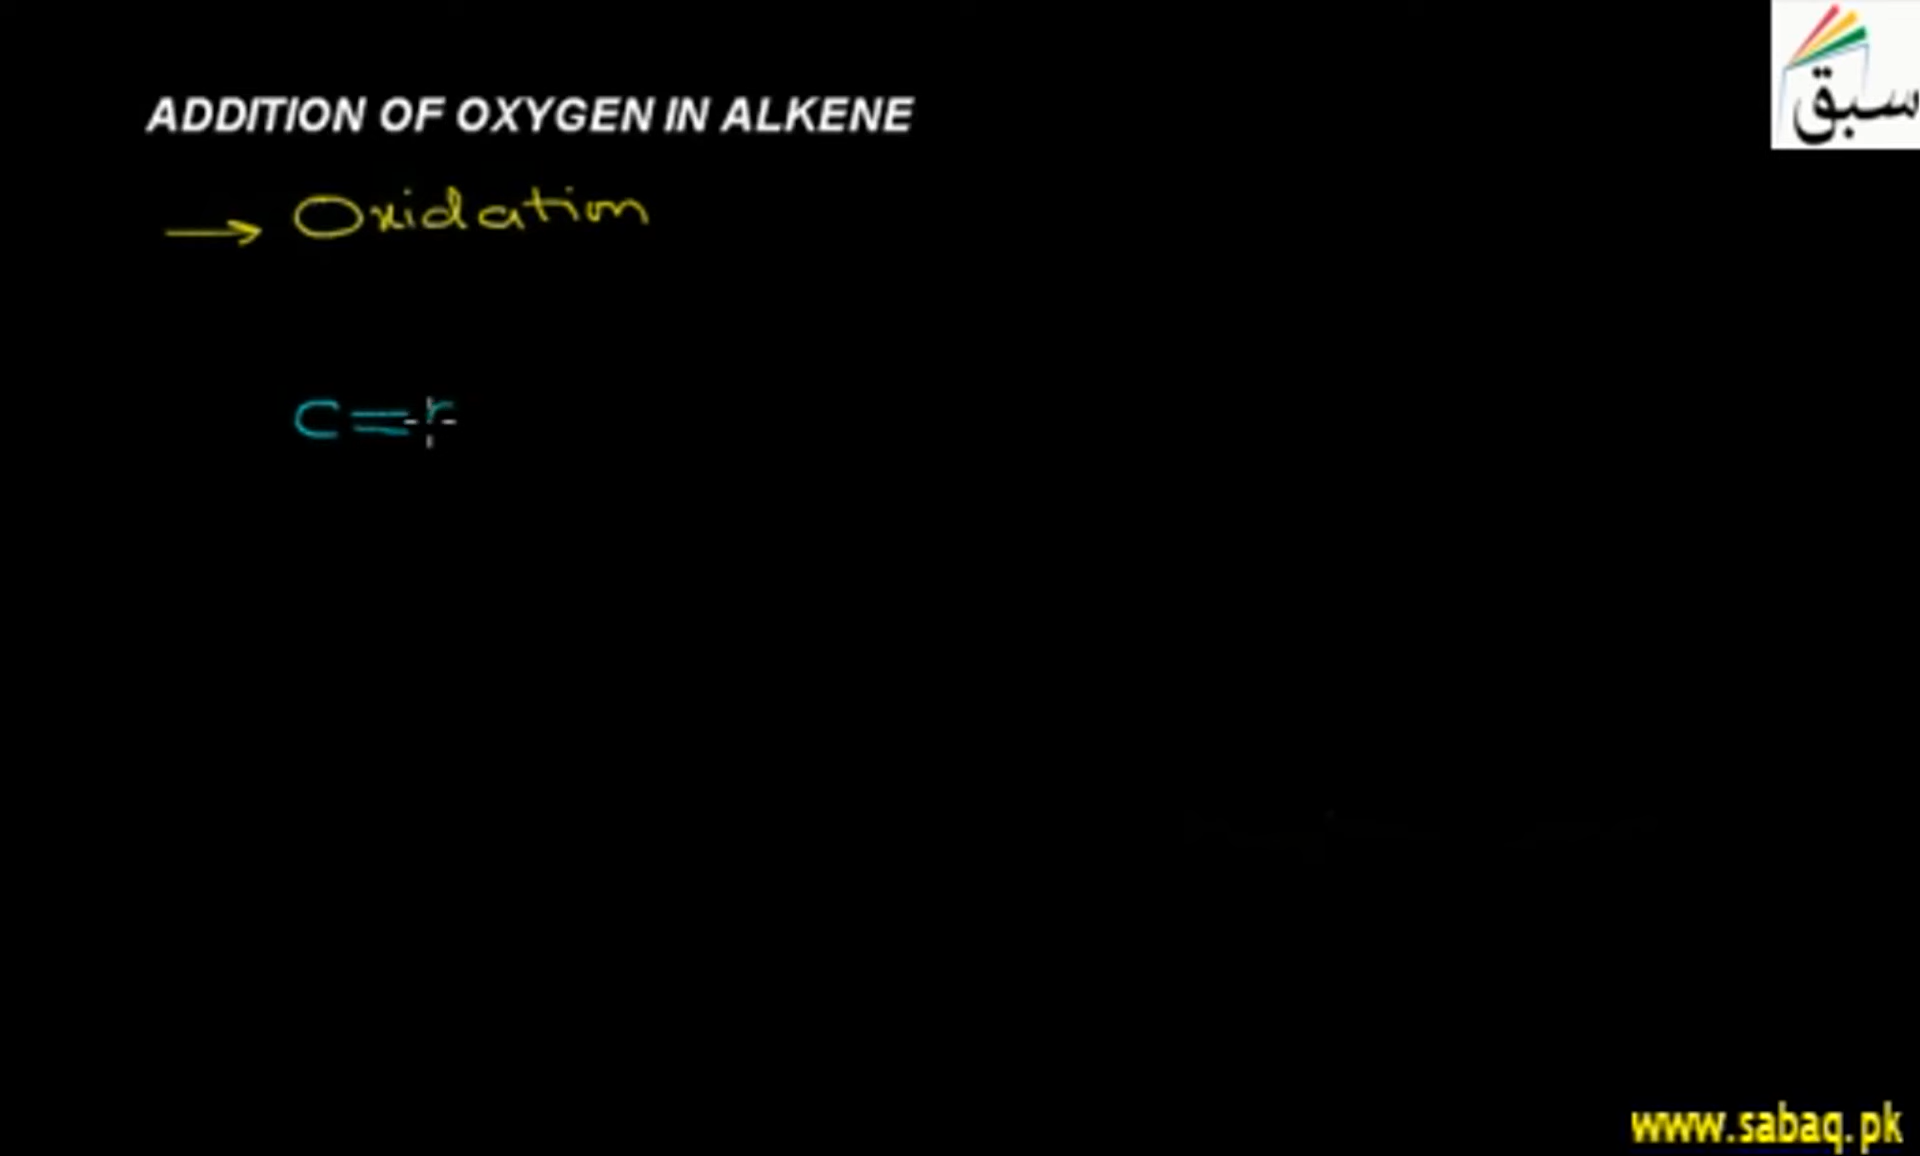 سبق
ADDITION OF OXYGEN IN ALKENE
→ Oxidation
C=
www.sabaq.pk